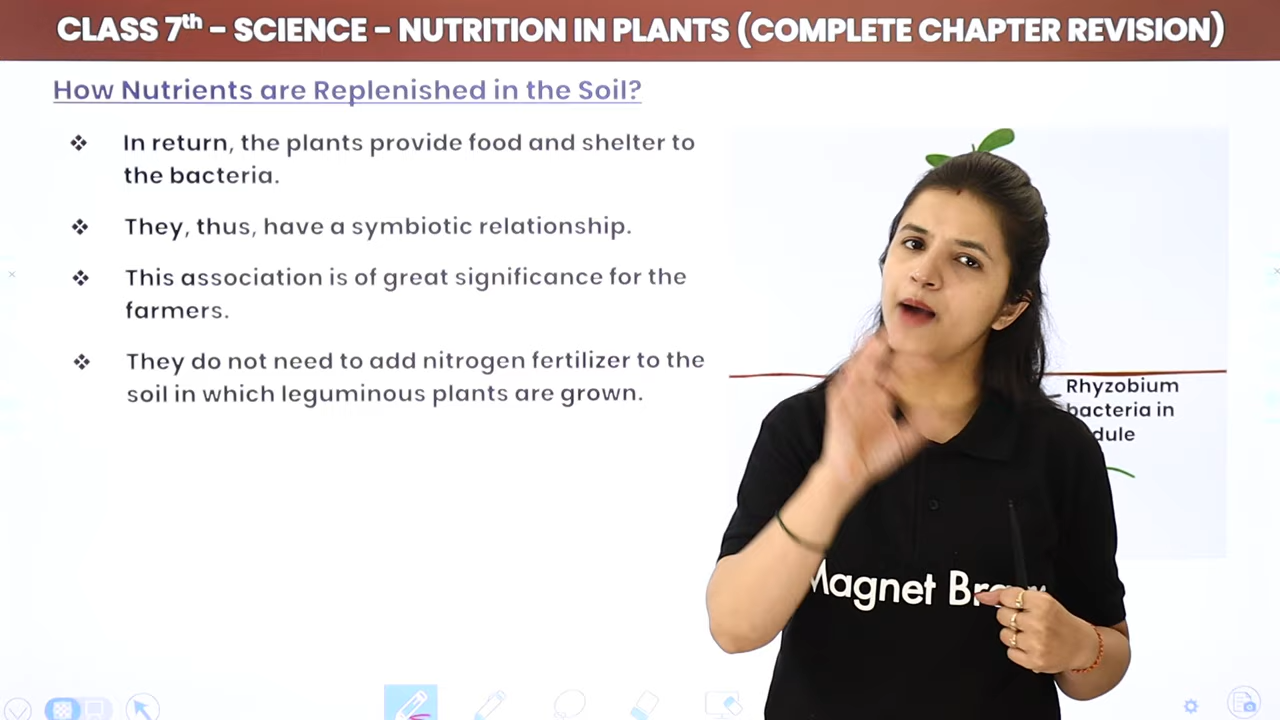 CLASS 7th - SCIENCE - NUTRITION IN PLANTS (COMPLETE CHAPTER REVISION)
How Nutrients are Replenished in the Soil?
❖ In return, the plants provide food and shelter to
the bacteria.
❖ They, thus, have a symbiotic relationship.
❖ This association is of great significance for the
farmers.
❖ They do not need to add nitrogen fertilizer to the
soil in which leguminous plants are grown.
Rhyzobium
bacteria in
Magnet